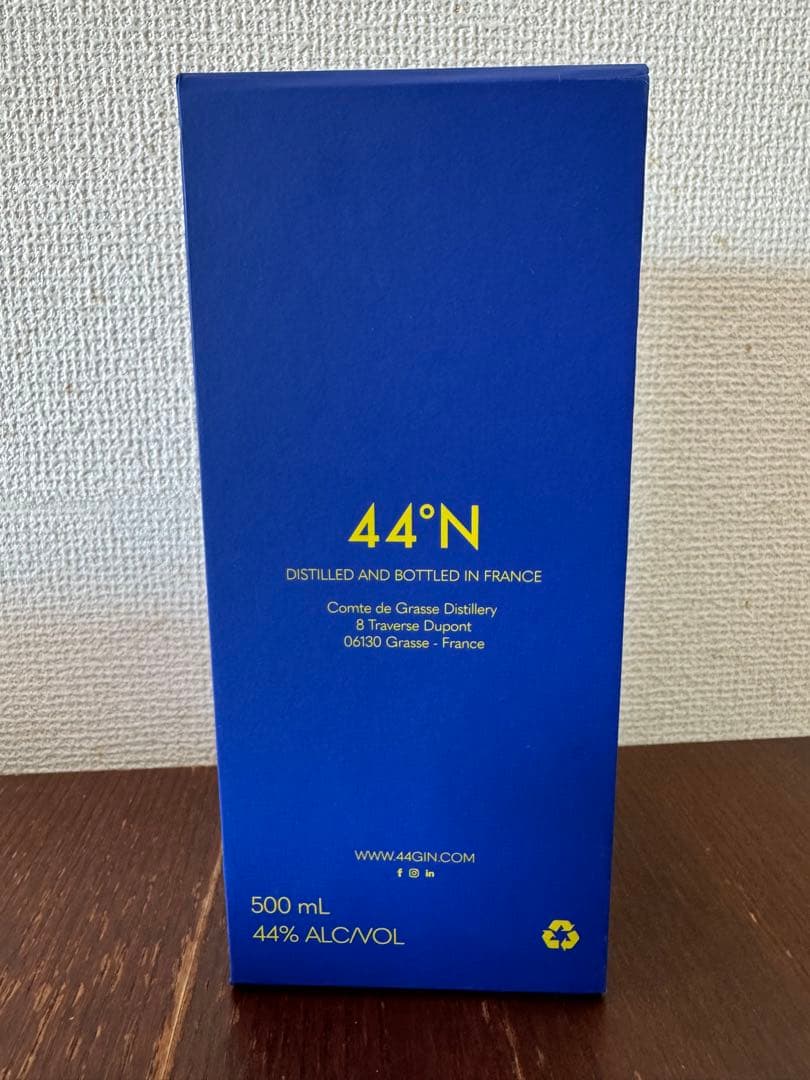 44°N
DISTILLED AND BOTTLED IN FRANCE
Comte de Grasse Distillery
8 Traverse Dupont
06130 Grasse - France
WWW.44GIN.COM
500 mL
44% ALC/VOL